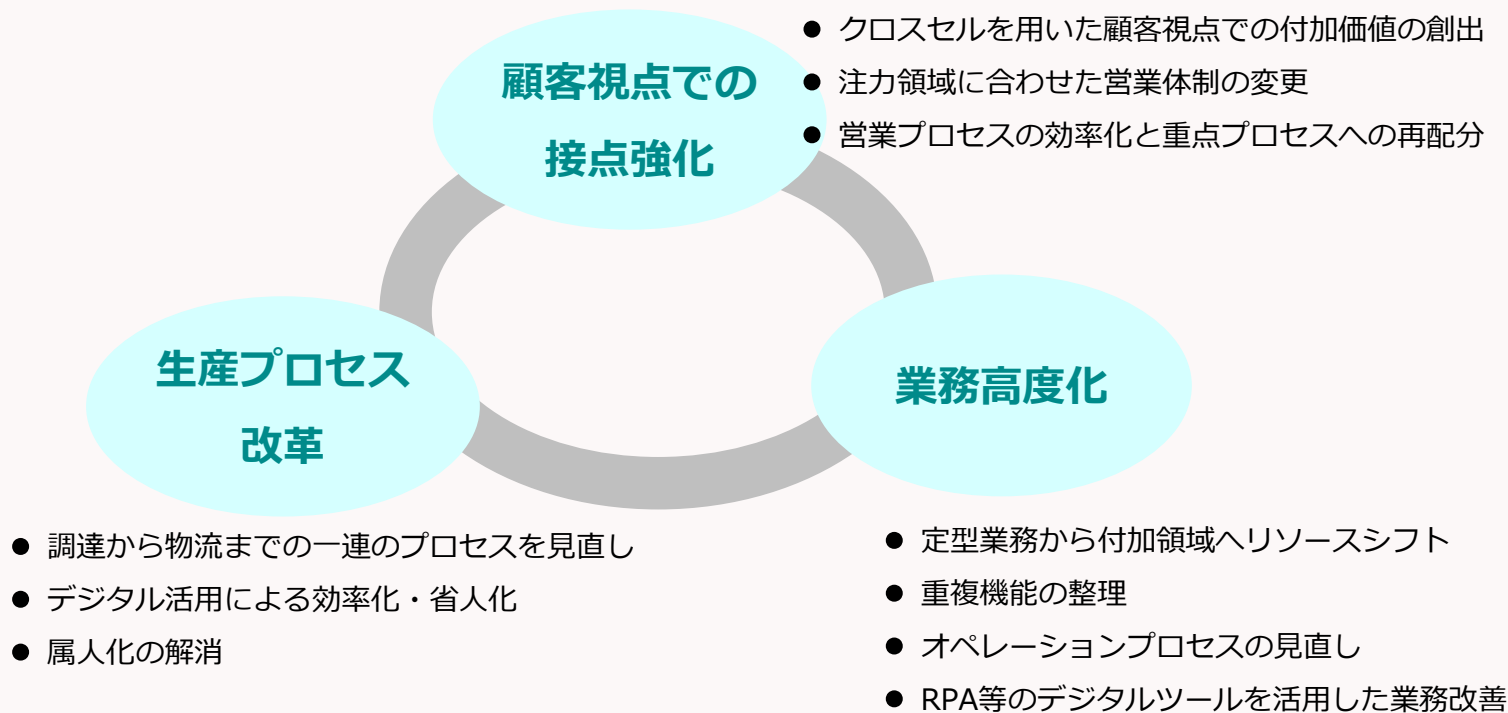 顧客視点での
接点強化
● クロスセルを用いた顧客視点での付加価値の創出
● 注力領域に合わせた営業体制の変更
● 営業プロセスの効率化と重点プロセスへの再配分
生産プロセス
改革
● 調達から物流までの一連のプロセスを見直し
● デジタル活用による効率化・省人化
● 属人化の解消
業務高度化
● 定型業務から付加領域へリソースシフト
● 重複機能の整理
● オペレーションプロセスの見直し
● RPA等のデジタルツールを活用した業務改善